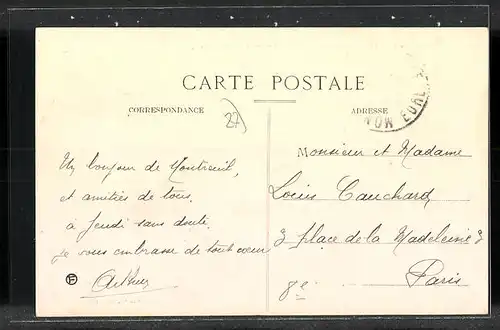 CARTE POSTALE
CORRESPONDANCE
27
ADRESSE
EURE
Un bonjour de Montreuil,
et amitiés de tous,
à Jeudi sans doute.
je vous embrasse de tout coeur
Arthur
F
Monsieur et Madame
Louis Cauchard
3 place de la Madeleine 3
Paris
8e